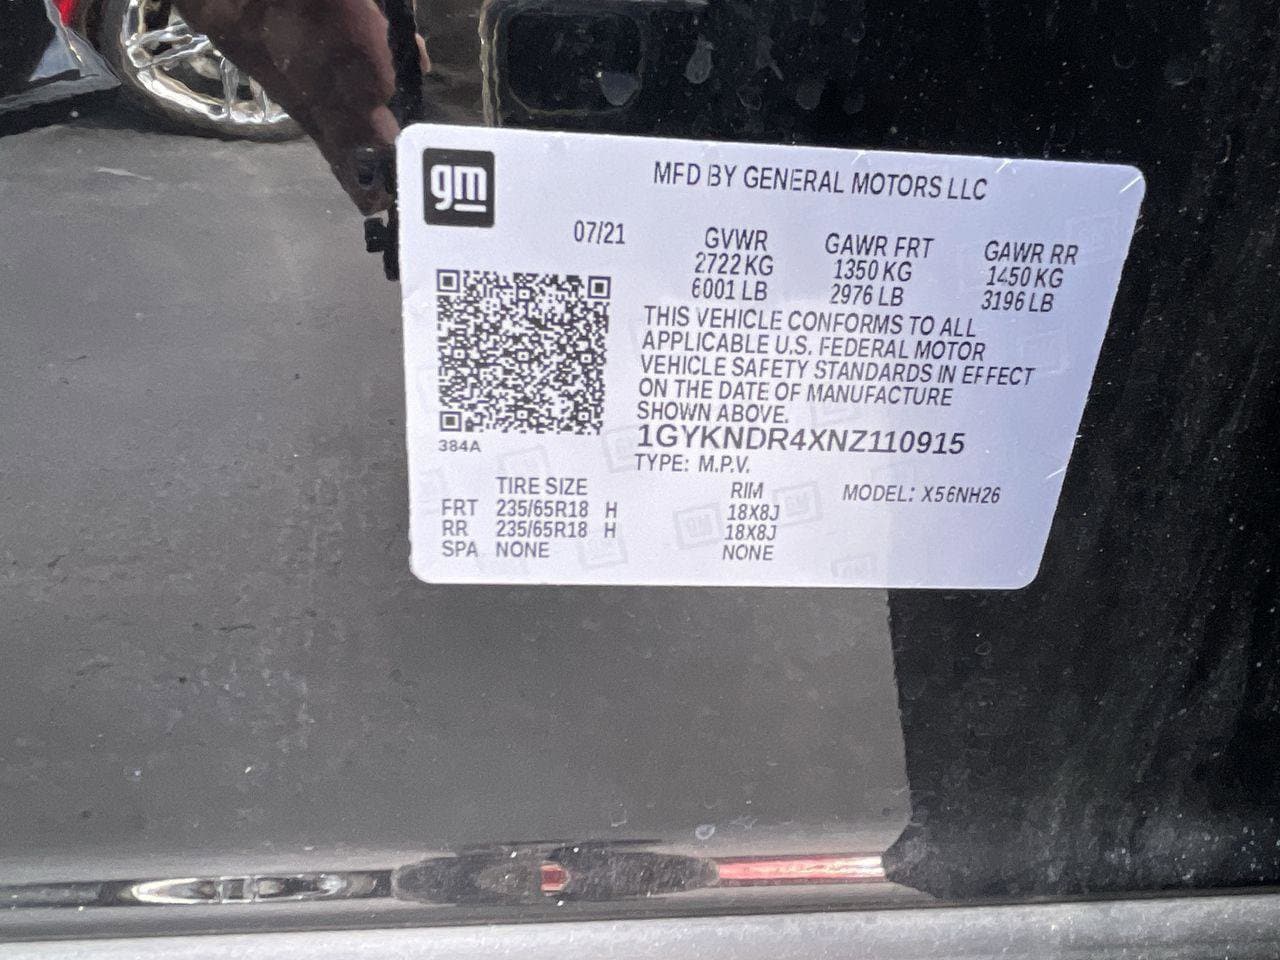 gm
MFD BY GENERAL MOTORS LLC
07/21 GVWR GAWR FRT GAWR RR
2722 KG 1350 KG 1450 KG
6001 LB 2976 LB 3196 LB
THIS VEHICLE CONFORMS TO ALL
APPLICABLE U.S. FEDERAL MOTOR
VEHICLE SAFETY STANDARDS IN EFFECT
ON THE DATE OF MANUFACTURE
SHOWN ABOVE.
384A
1GYKNDR4XNZ110915
TYPE: M.P.V.
TIRE SIZE RIM MODEL: X56NH26
FRT 235/65R18 H 18X8J
RR 235/65R18 H 18X8J
SPA NONE NONE